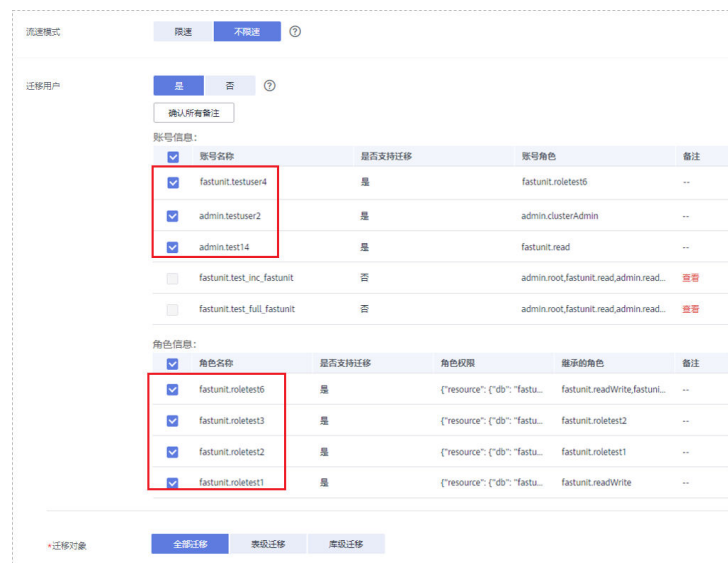 流速模式 限速 不限速 ?
迁移用户 是 否 ?
确认所有备注
账号信息:
账号名称 是否支持迁移 账号角色 备注
fastunit.testuser4 是 fastunit.roletest6 --
admin.testuser2 是 admin.clusterAdmin --
admin.test14 是 fastunit.read --
fastunit.test_inc_fastunit 否 admin.root,fastunit.read,admin.read... 查看
fastunit.test_full_fastunit 否 admin.root,fastunit.read,admin.read... 查看
角色信息:
角色名称 是否支持迁移 角色权限 继承的角色 备注
fastunit.roletest6 是 {"resource": {"db": "fastu... fastunit.readWrite,fastuni... --
fastunit.roletest3 是 {"resource": {"db": "fastu... fastunit.roletest2 --
fastunit.roletest2 是 {"resource": {"db": "fastu... fastunit.roletest1 --
fastunit.roletest1 是 {"resource": {"db": "fastu... fastunit.readWrite --
*迁移对象 全部迁移 表级迁移 库级迁移